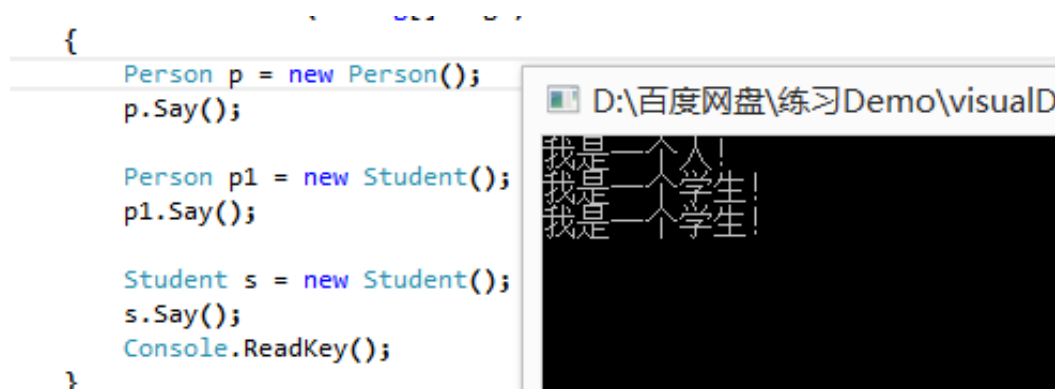 {
Person p = new Person();
p.Say();
Person p1 = new Student();
p1.Say();
Student s = new Student();
s.Say();
Console.ReadKey();
}
D:\百度网盘\练习Demo\visualD
我是一个人!
我是一个学生!
我是一个学生!